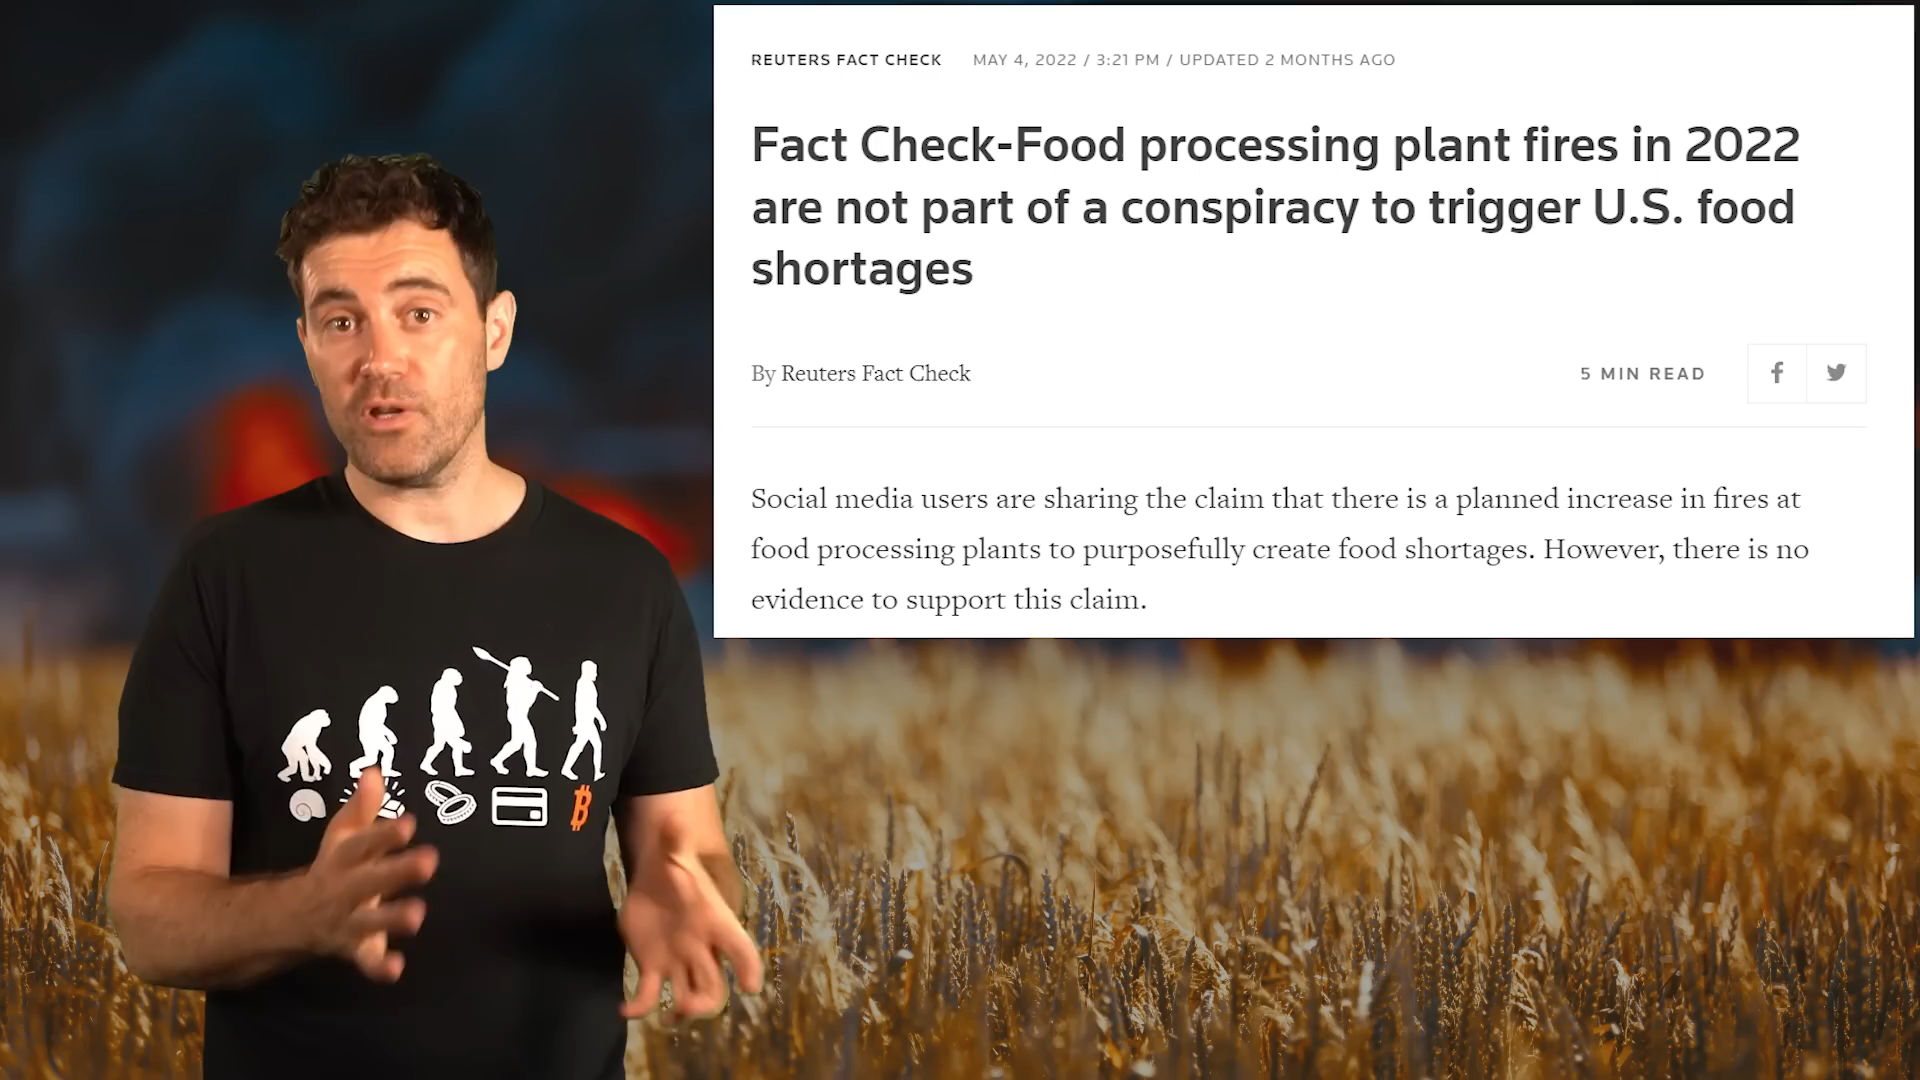 REUTERS FACT CHECK MAY 4, 2022 / 3:21 PM / UPDATED 2 MONTHS AGO
Fact Check-Food processing plant fires in 2022
are not part of a conspiracy to trigger U.S. food
shortages
By Reuters Fact Check 5 MIN READ
Social media users are sharing the claim that there is a planned increase in fires at
food processing plants to purposefully create food shortages. However, there is no
evidence to support this claim.